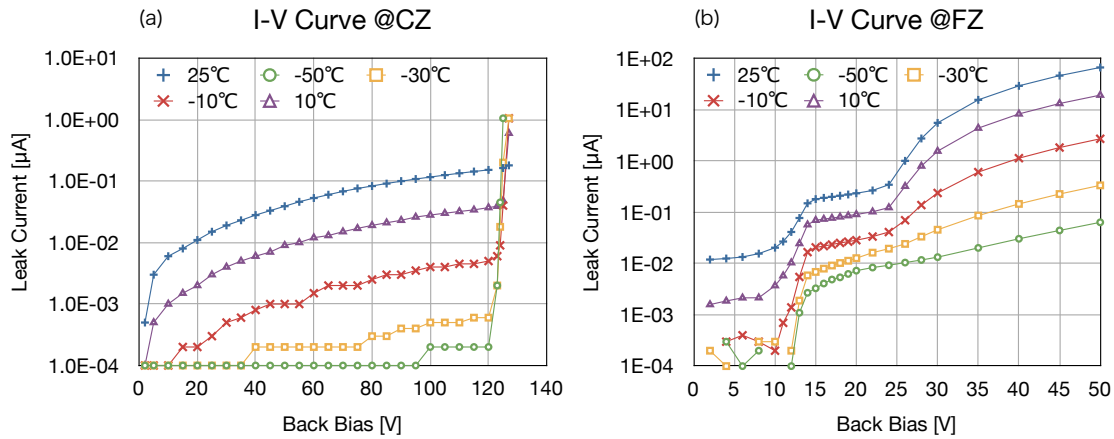 (a)
I-V Curve @CZ
1.0E+01
1.0E+00
1.0E-01
1.0E-02
1.0E-03
1.0E-04
Leak Current [μA]
25℃
-50℃
-30℃
-10℃
10℃
0 20 40 60 80 100 120 140
Back Bias [V]
(b)
I-V Curve @FZ
1E+02
1E+01
1E+00
1E-01
1E-02
1E-03
1E-04
Leak Current [μA]
25℃
-50℃
-30℃
-10℃
10℃
0 5 10 15 20 25 30 35 40 45 50
Back Bias [V]